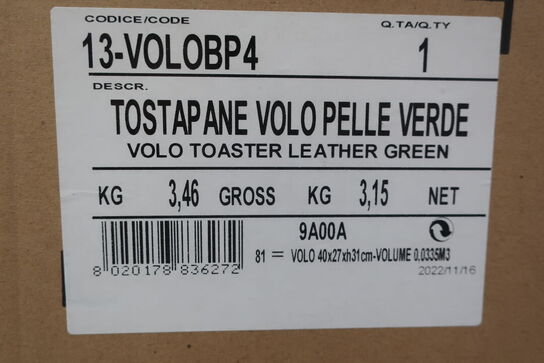 CODICE/CODE Q.TA/Q.TY
13-VOLOBP4 1
DESCR.
TOSTAPANE VOLO PELLE VERDE
VOLO TOASTER LEATHER GREEN
KG 3,46 GROSS KG 3,15 NET
9A00A
81 = VOLO 40x27xh31cm-VOLUME 0.0335M3
8 020178 836272 2022/11/16